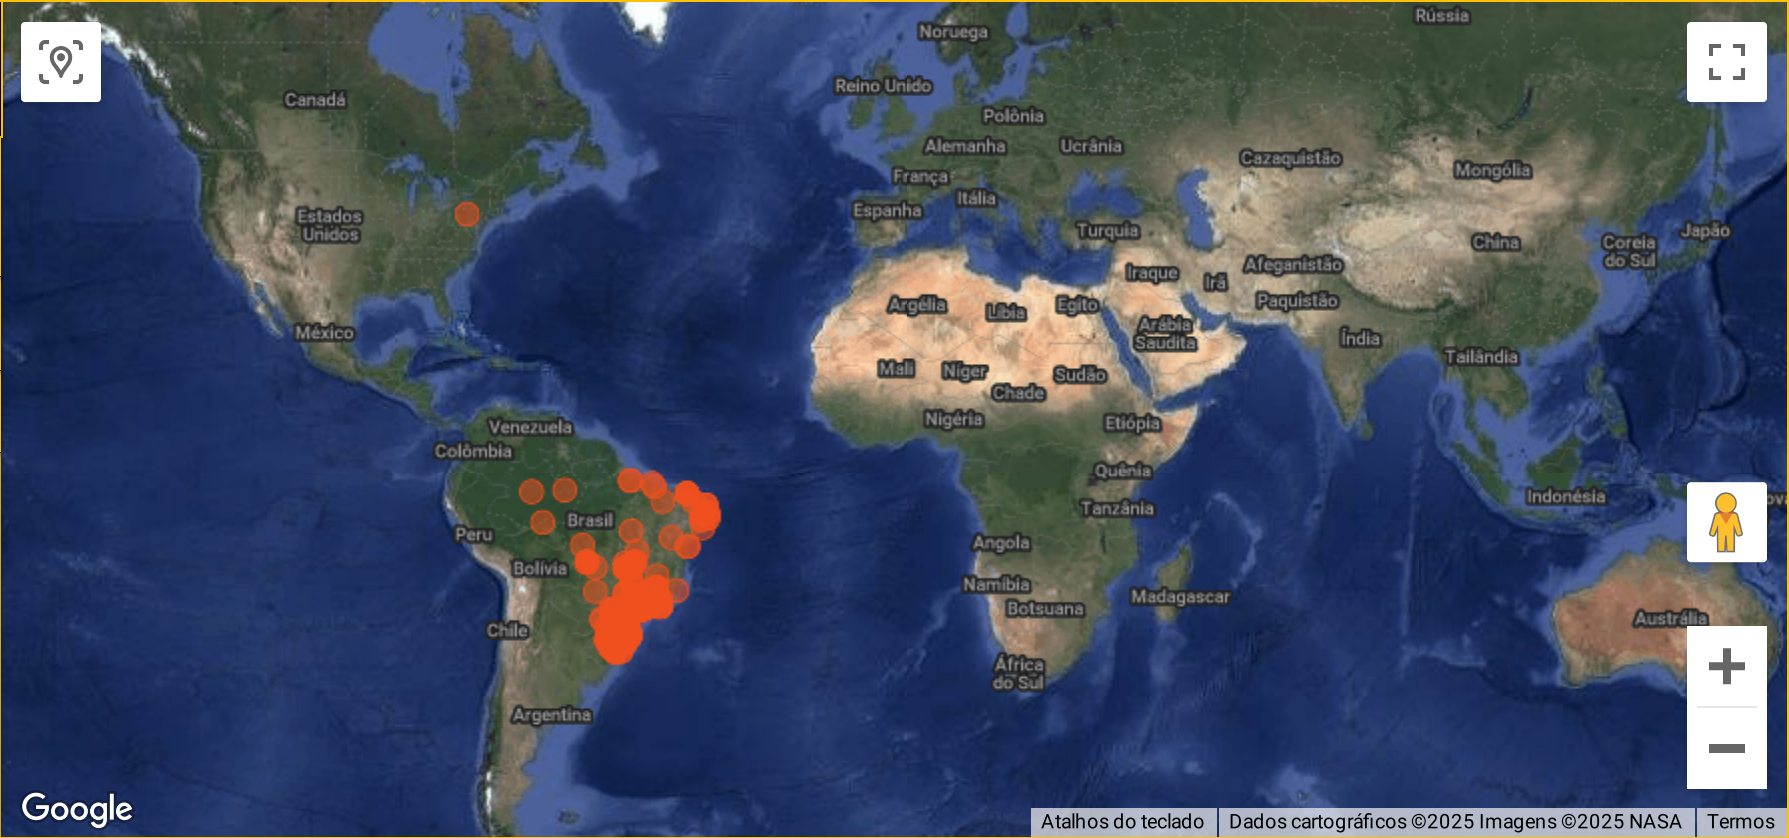 Rússia
Noruega
Reino Unido
Canadá
Polônia
Alemanha
Ucrânia
Cazaquistão
Mongólia
França
Itália
Espanha
Estados
Unidos
Turquia
Japão
China
Coreia
do Sul
Iraque
Irã
Afeganistão
Paquistão
Argélia
Líbia
Egito
Arábia
Saudita
México
Índia
Tailândia
Mali
Níger
Sudão
Chade
Nigéria
Etiópia
Venezuela
Colômbia
Quênia
Indonésia
Tanzânia
Brasil
Peru
Angola
Bolívia
Namíbia
Madagascar
Botsuana
Austrália
Chile
África
do Sul
Argentina
Google
Atalhos do teclado
Dados cartográficos ©2025 Imagens ©2025 NASA
Termos